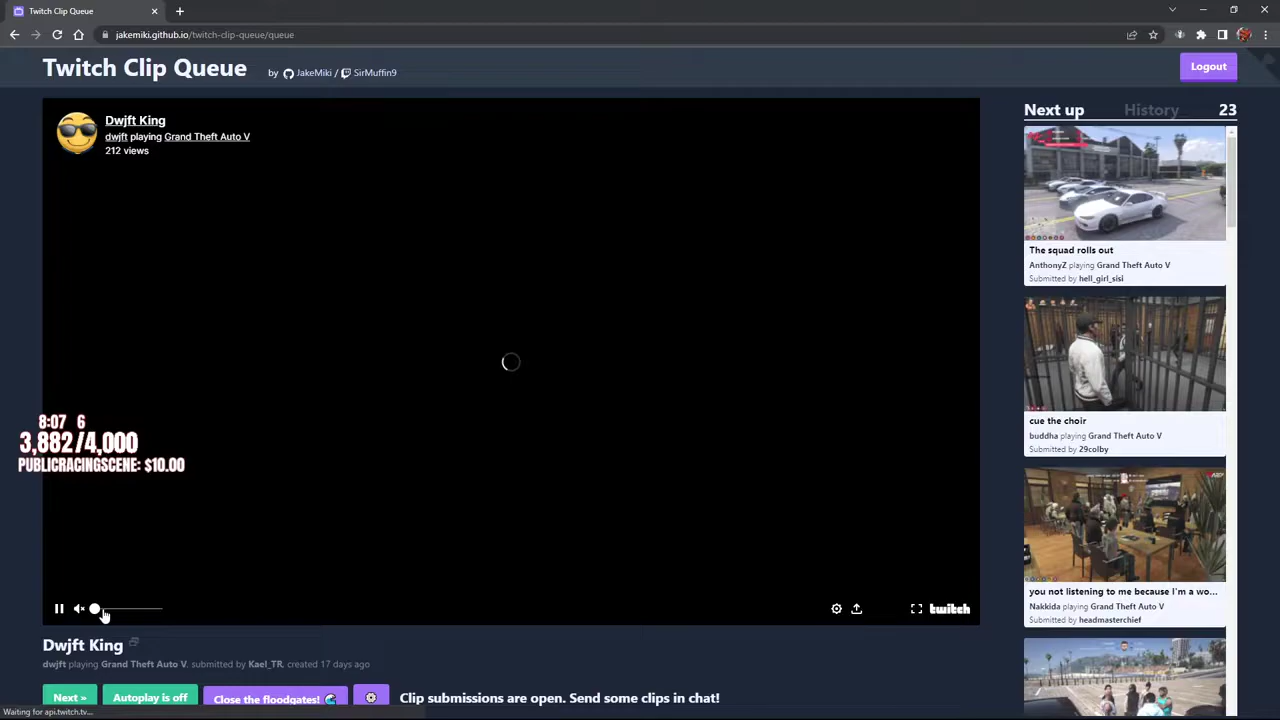 Twitch Clip Queue
jakemiki.github.io/twitch-clip-queue/queue
Twitch Clip Queue
by JakeMiki / SirMuffin9
Logout
Dwjft King
dwjft playing Grand Theft Auto V
212 views
8:07 6
3,882/4,000
PUBLICRACINGSCENE: $10.00
twitch
Dwjft King
dwjft playing Grand Theft Auto V, submitted by Kael_TR, created 17 days ago
Next »
Autoplay is off
Close the floodgates!
Clip submissions are open. Send some clips in chat!
Waiting for api.twitch.tv...
Next up
History
23
The squad rolls out
AnthonyZ playing Grand Theft Auto V
Submitted by hell_girl_sisi
cue the choir
buddha playing Grand Theft Auto V
Submitted by 29colby
you not listening to me because I'm a wo...
Nakkida playing Grand Theft Auto V
Submitted by headmasterchief